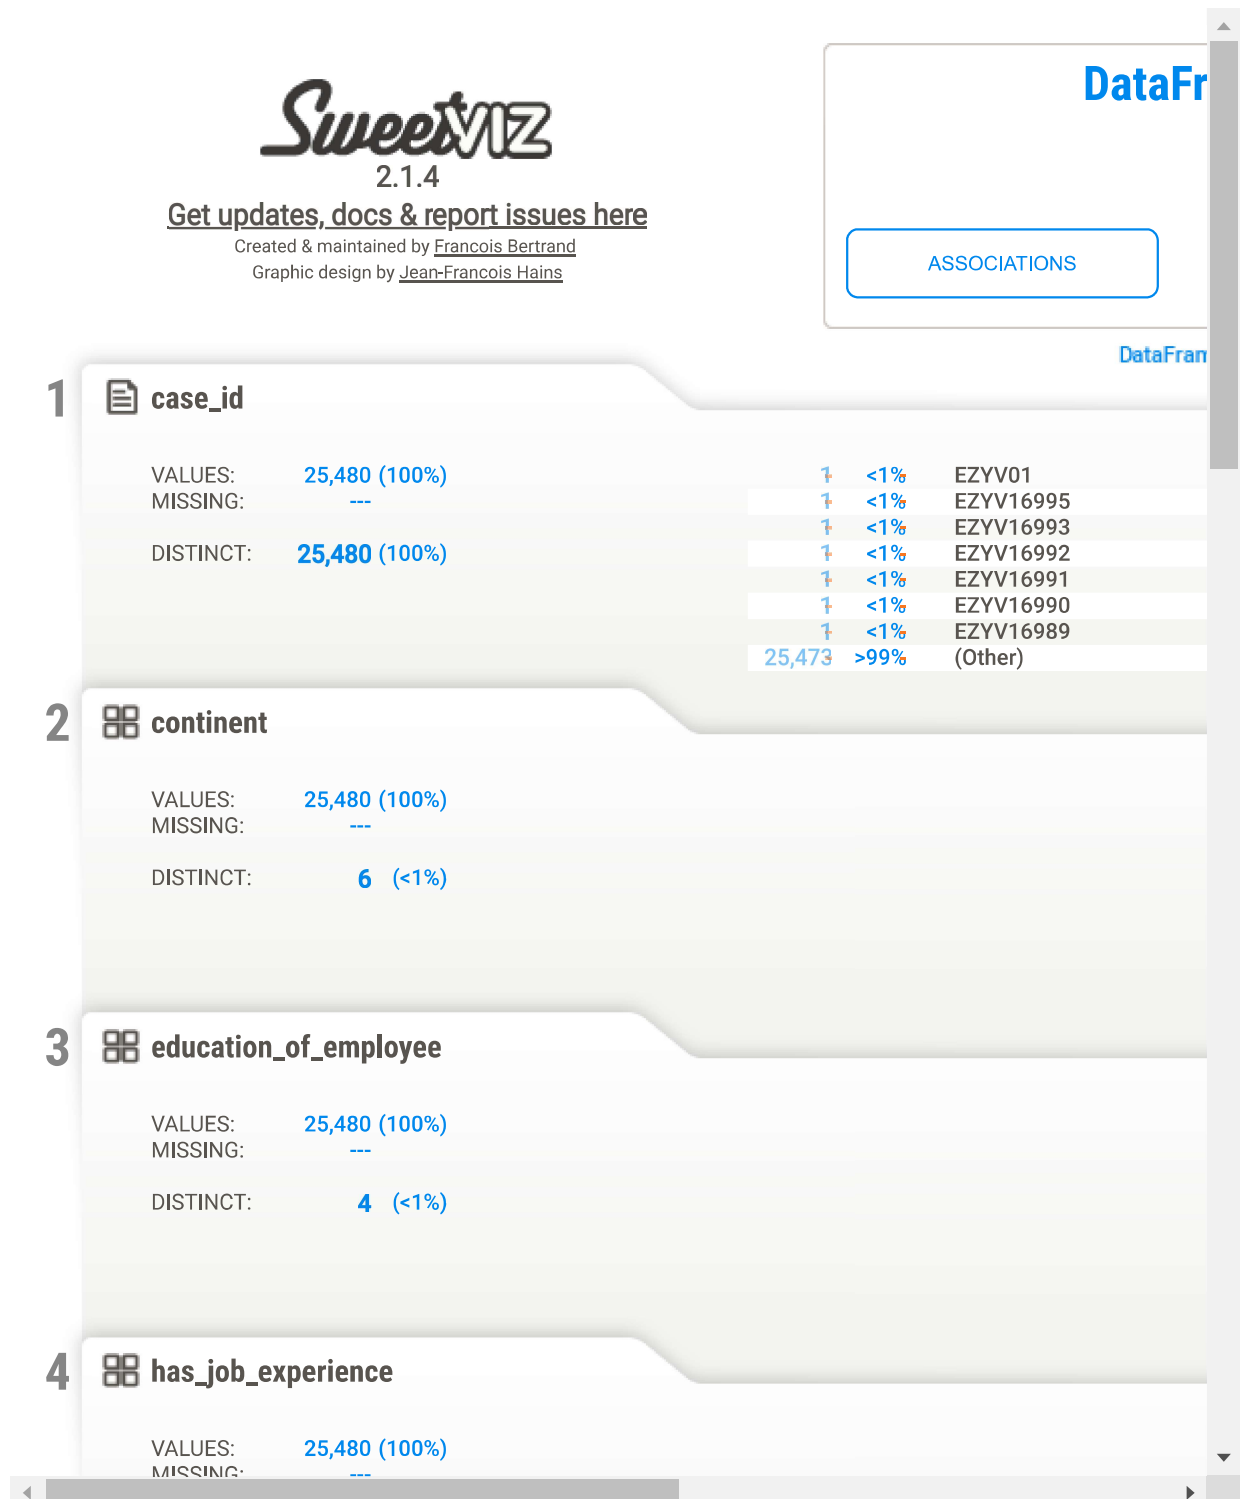 SweetVIZ
2.1.4
Get updates, docs & report issues here
Created & maintained by Francois Bertrand
Graphic design by Jean-Francois Hains
DataFr
ASSOCIATIONS
DataFram
1 case_id
VALUES: 25,480 (100%)
MISSING: ---
DISTINCT: 25,480 (100%)
1 <1% EZYV01
1 <1% EZYV16995
1 <1% EZYV16993
1 <1% EZYV16992
1 <1% EZYV16991
1 <1% EZYV16990
1 <1% EZYV16989
25,473 >99% (Other)
2 continent
VALUES: 25,480 (100%)
MISSING: ---
DISTINCT: 6 (<1%)
3 education_of_employee
VALUES: 25,480 (100%)
MISSING: ---
DISTINCT: 4 (<1%)
4 has_job_experience
VALUES: 25,480 (100%)
MISSING: ---